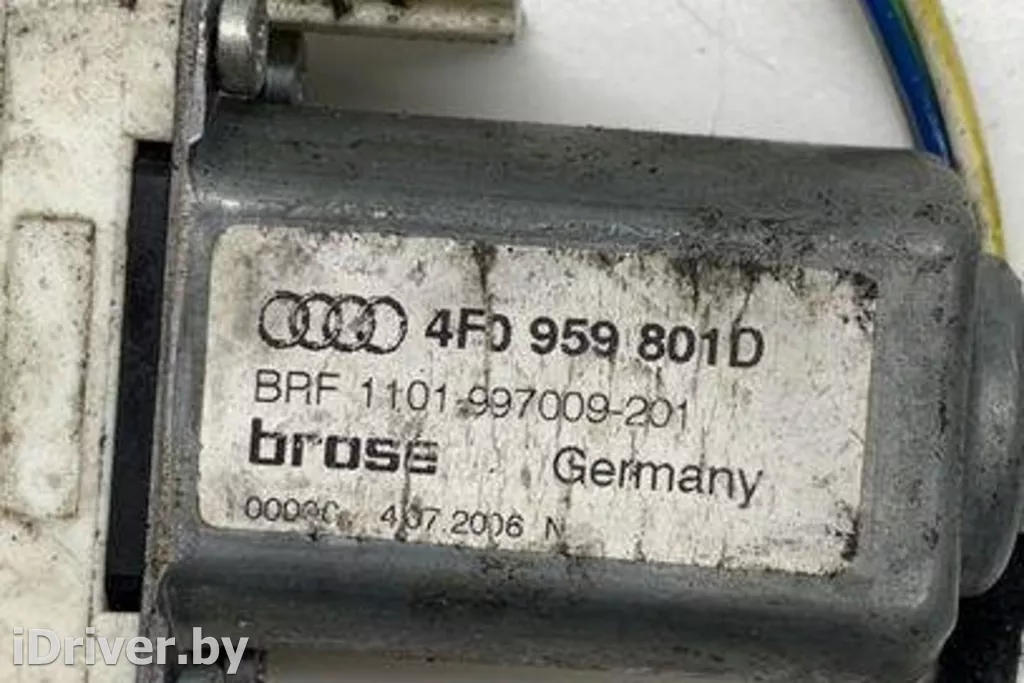 4F0 959 801D
BRF 1101-997009-201
brose Germany
4.07.2006 N
iDriver.by